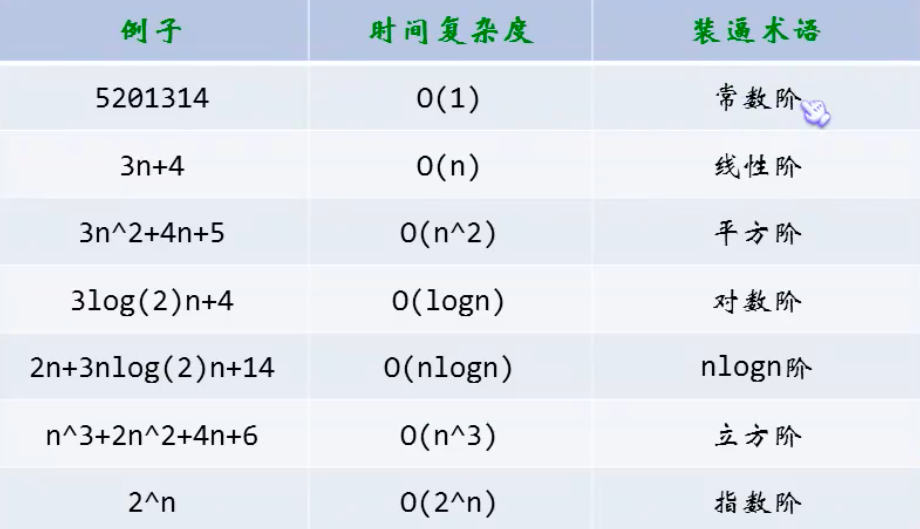 例子 时间复杂度 装逼术语
5201314 O(1) 常数阶
3n+4 O(n) 线性阶
3n^2+4n+5 O(n^2) 平方阶
3log(2)n+4 O(logn) 对数阶
2n+3nlog(2)n+14 O(nlogn) nlogn阶
n^3+2n^2+4n+6 O(n^3) 立方阶
2^n O(2^n) 指数阶